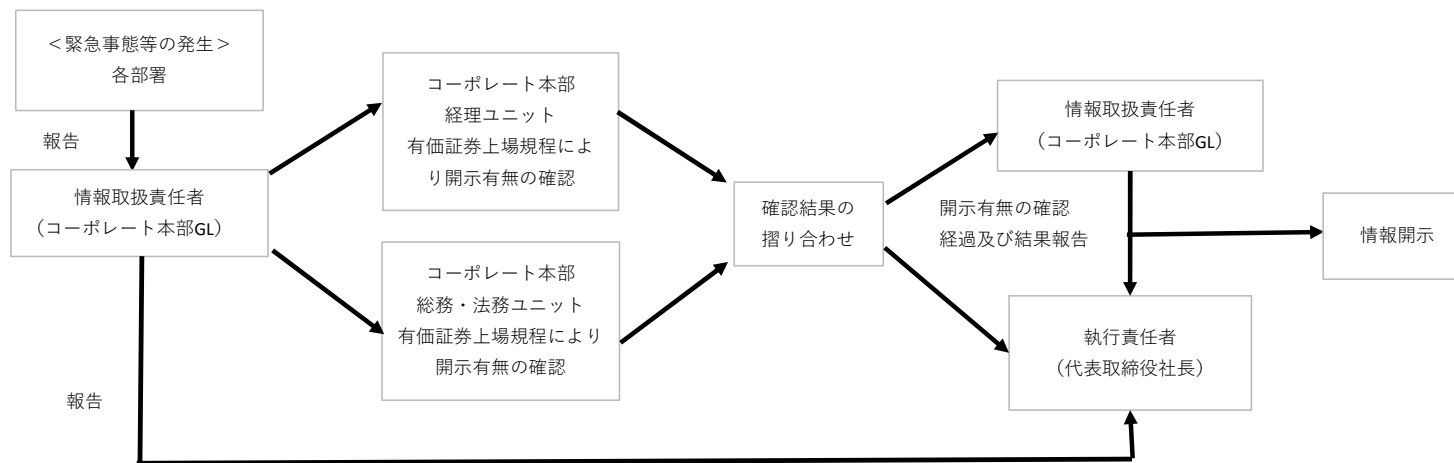 ＜緊急事態等の発生＞
各部署
報告
情報取扱責任者
（コーポレート本部GL）
報告
コーポレート本部
経理ユニット
有価証券上場規程によ
り開示有無の確認
コーポレート本部
総務・法務ユニット
有価証券上場規程により
開示有無の確認
確認結果の
摺り合わせ
情報取扱責任者
（コーポレート本部GL）
開示有無の確認
経過及び結果報告
執行責任者
（代表取締役社長）
情報開示